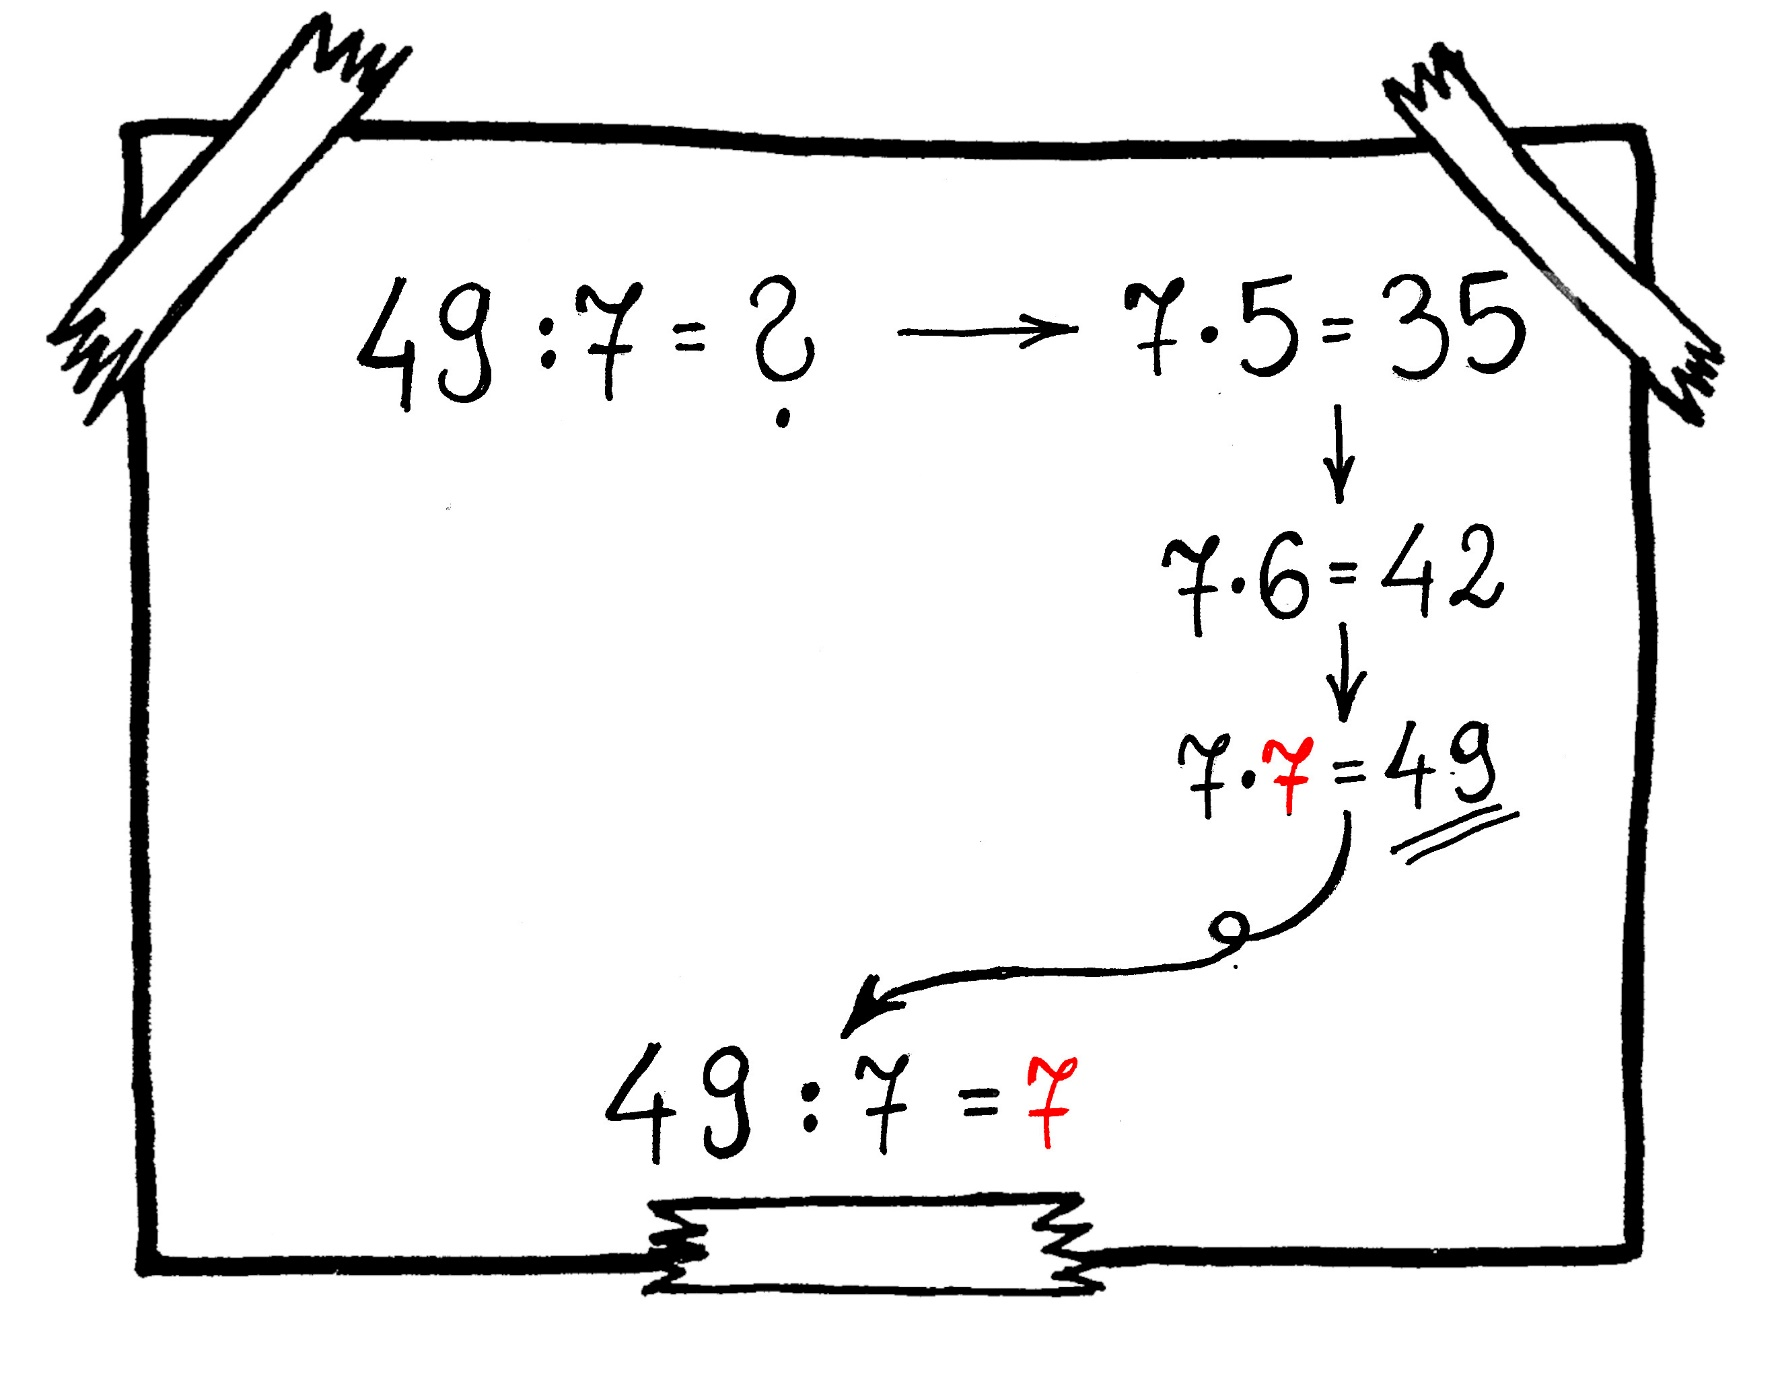 49 : 7 = ? → 7 · 5 = 35
↓
7 · 6 = 42
↓
7 · 7 = 49
49 : 7 = 7